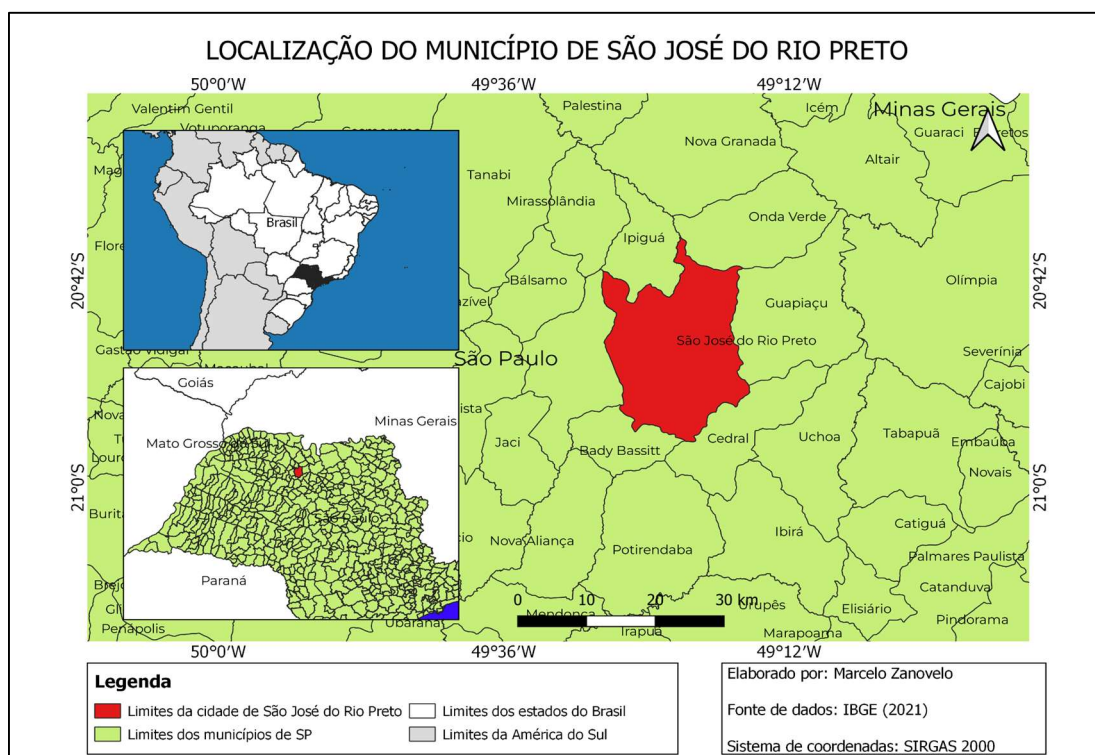 LOCALIZAÇÃO DO MUNICÍPIO DE SÃO JOSÉ DO RIO PRETO
50°0'W 49°36'W 49°12'W
Valentim Gentil
Votuporanga
Palestina
Icém
Minas Gerais
Guaraci
Nova Granada
Altair
Tanabi
Mirassolândia
Onda Verde
Brasil
Ipiguá
20°42'S
20°42'S
Bálsamo
Guapiaçu
Olímpia
São José do Rio Preto
São Paulo
Severínia
Gastão Vidigal
Cajobi
Goiás
Minas Gerais
Mato Grosso do Sul
Jaci
Bady Bassitt
Cedral
Uchoa
Tabapuã
Embaúba
Novais
21°0'S
21°0'S
São Paulo
Catiguá
Nova Aliança
Potirendaba
Ibirá
Palmares Paulista
Paraná
Catanduva
0 10 20 30 km
Urupês
Elisiário
Pindorama
Mendonça
Ubarana
Irapuã
Marapoama
Penápolis
50°0'W 49°36'W 49°12'W
Legenda
Limites da cidade de São José do Rio Preto
Limites dos estados do Brasil
Limites dos municípios de SP
Limites da América do Sul
Elaborado por: Marcelo Zanovelo
Fonte de dados: IBGE (2021)
Sistema de coordenadas: SIRGAS 2000